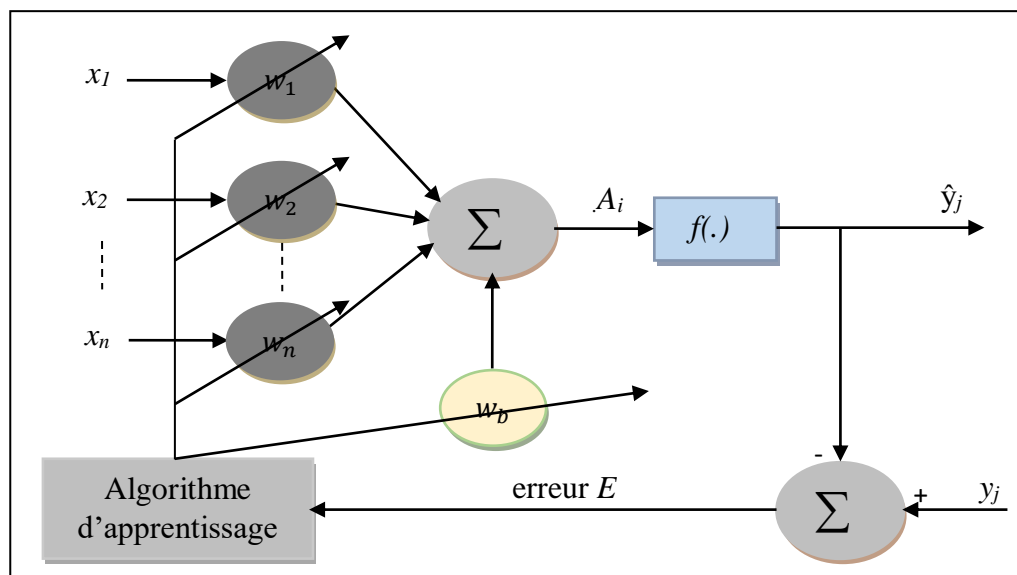 x1 w1
x2 w2
Σ .Ai f(.) ŷj
xn wn
wb
Algorithme
d’apprentissage
erreur E
-
Σ + yj